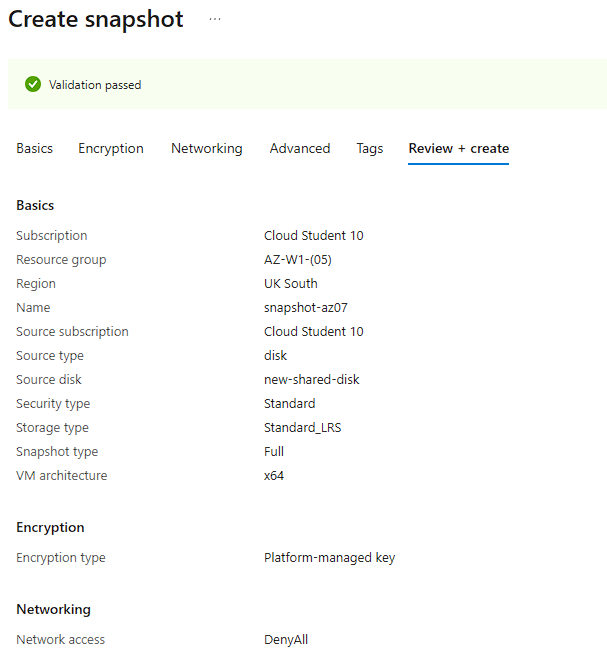 Create snapshot ...
Validation passed
Basics Encryption Networking Advanced Tags Review + create
Basics
Subscription Cloud Student 10
Resource group AZ-W1-(05)
Region UK South
Name snapshot-az07
Source subscription Cloud Student 10
Source type disk
Source disk new-shared-disk
Security type Standard
Storage type Standard_LRS
Snapshot type Full
VM architecture x64
Encryption
Encryption type Platform-managed key
Networking
Network access DenyAll